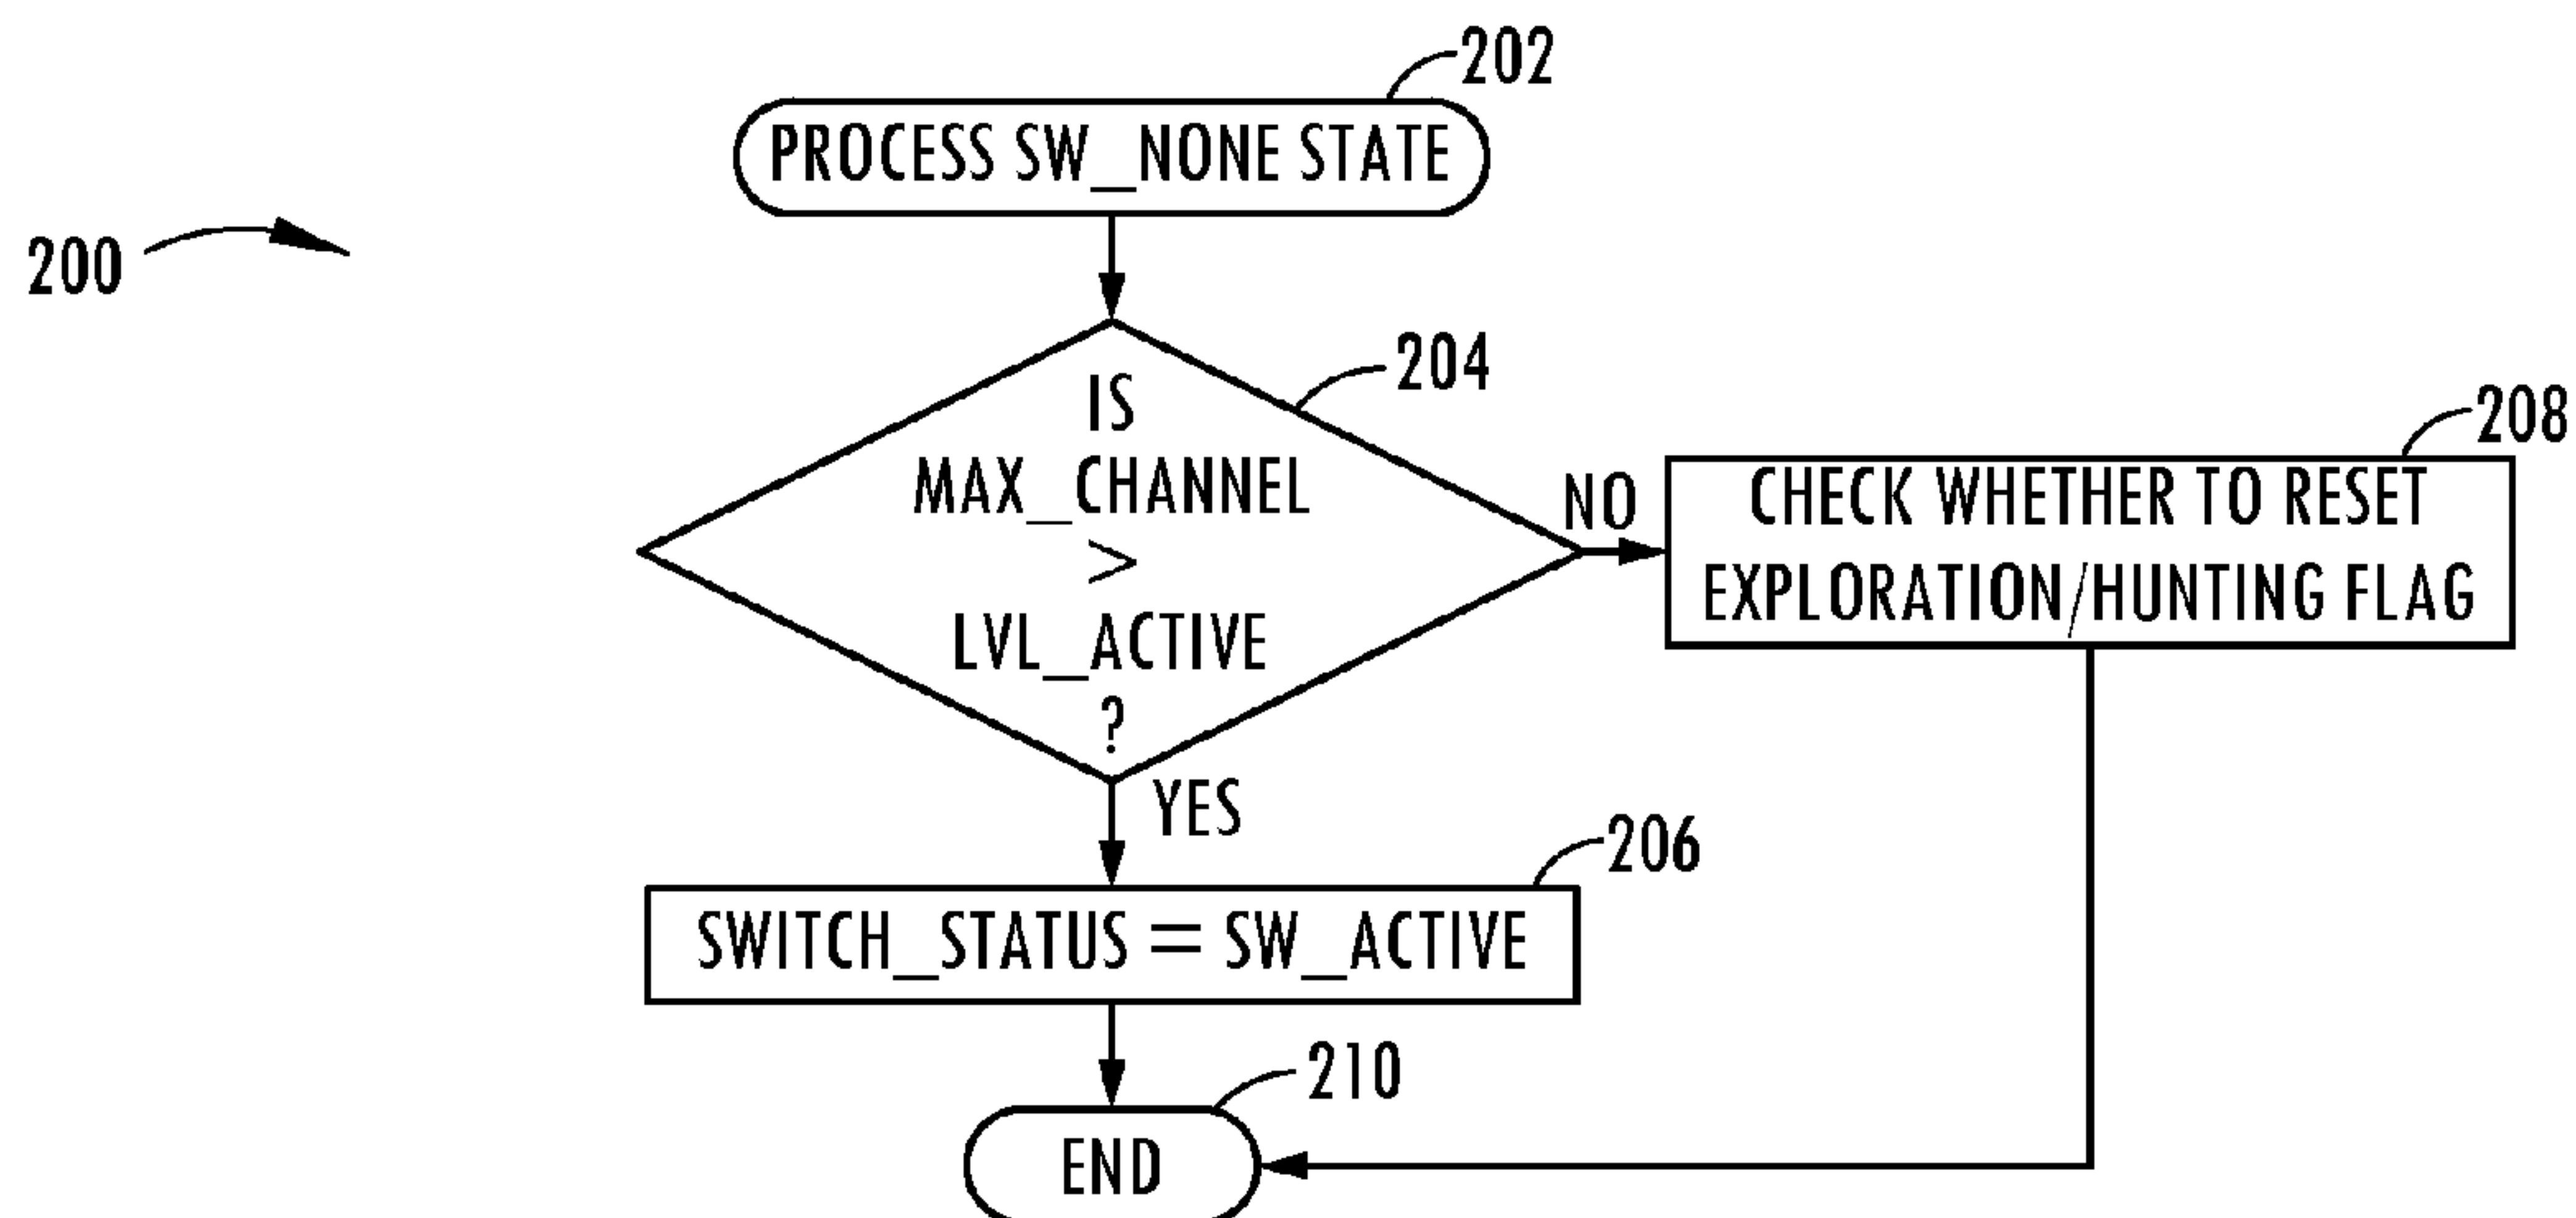 202
PROCESS SW_NONE STATE
200
204
IS
MAX_CHANNEL
>
LVL_ACTIVE
?
NO
208
CHECK WHETHER TO RESET
EXPLORATION/HUNTING FLAG
YES
206
SWITCH_STATUS = SW_ACTIVE
210
END